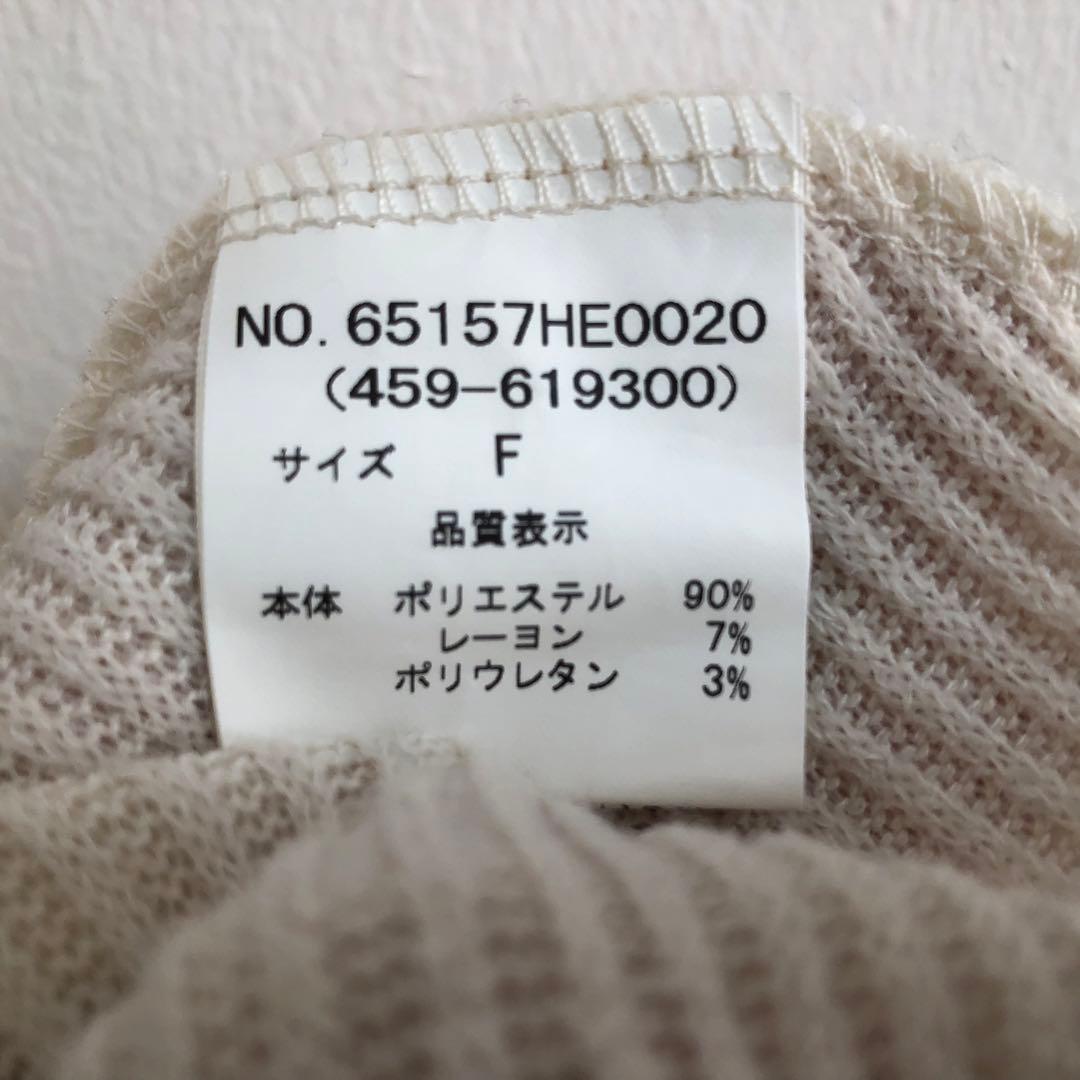 NO. 65157HE0020
(459-619300)
サイズ F
品質表示
本体 ポリエステル 90%
レーヨン 7%
ポリウレタン 3%